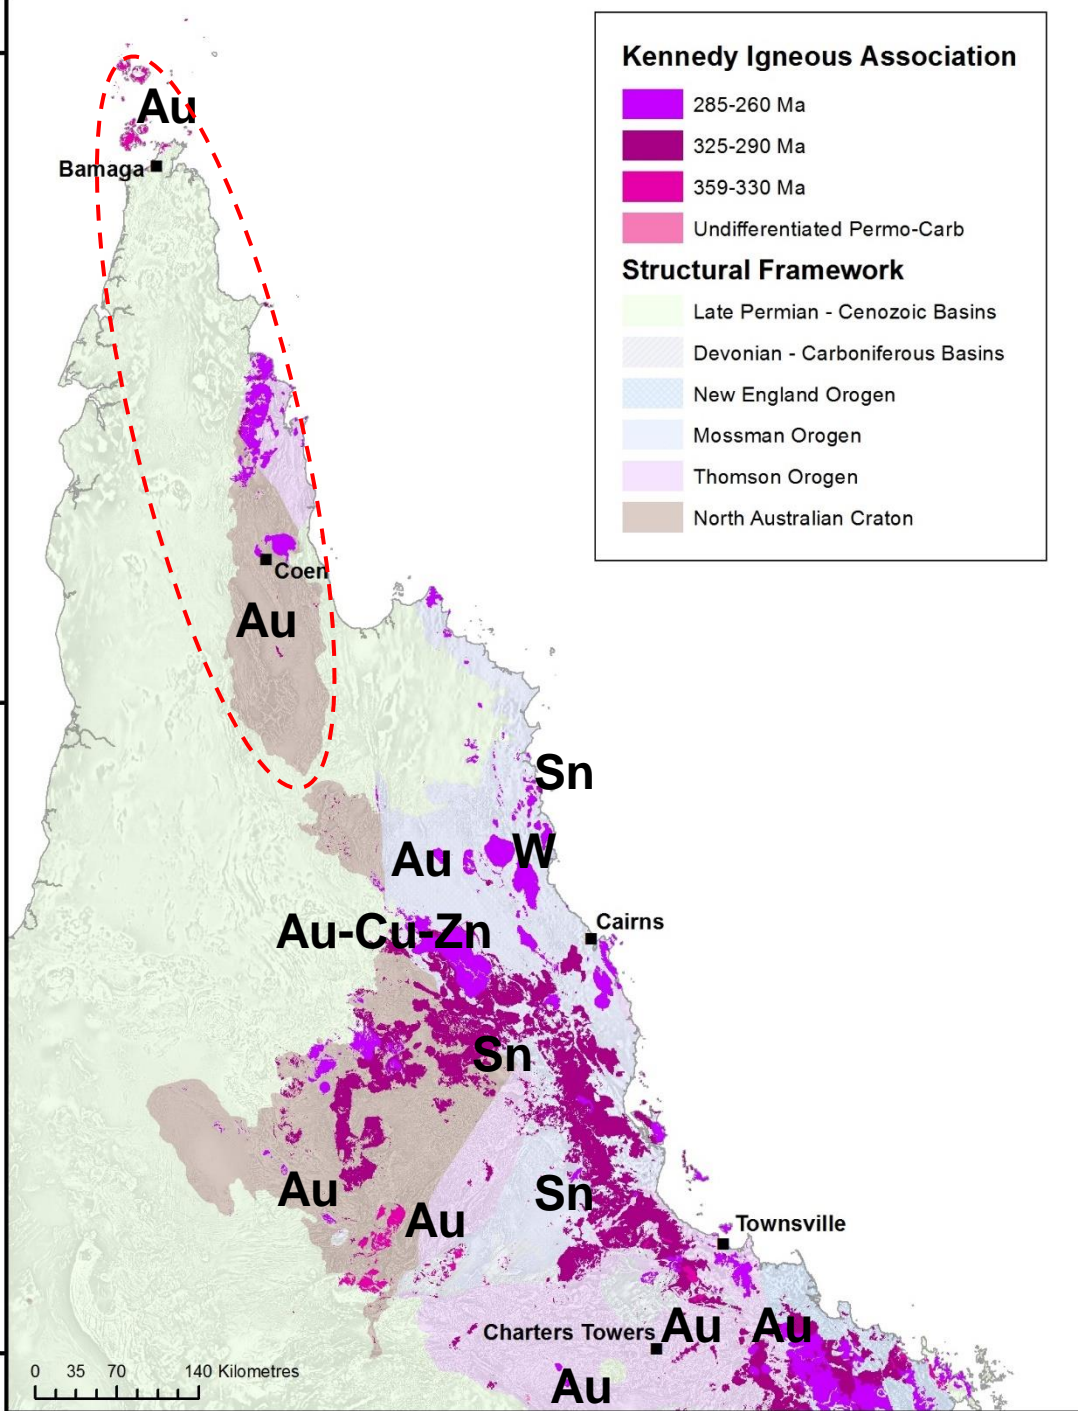 Kennedy Igneous Association
285-260 Ma
325-290 Ma
359-330 Ma
Undifferentiated Permo-Carb
Structural Framework
Late Permian - Cenozoic Basins
Devonian - Carboniferous Basins
New England Orogen
Mossman Orogen
Thomson Orogen
North Australian Craton
Au
Bamaga
Coen
Au
Sn
W
Au
Cairns
Au-Cu-Zn
Sn
Au
Sn
Au
Townsville
Charters Towers
Au
Au
Au
0 35 70 140 Kilometres